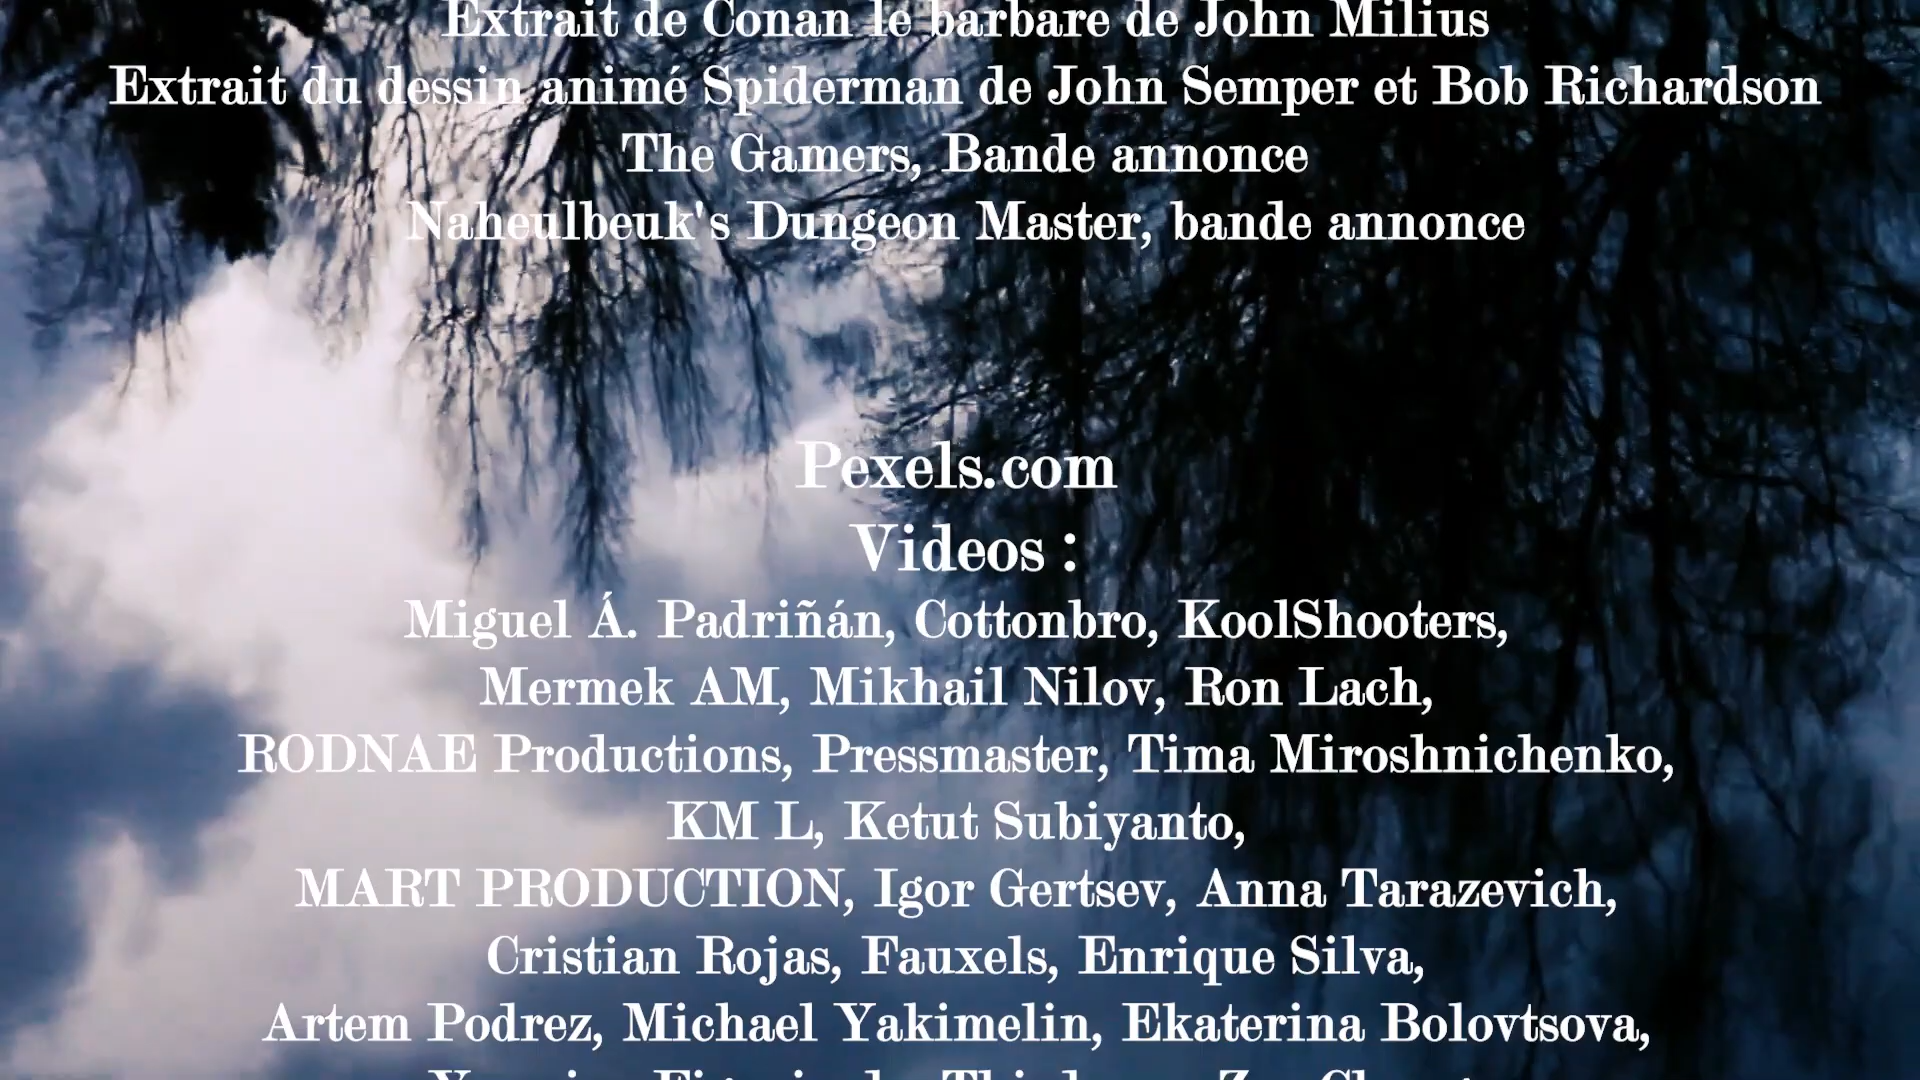 Extrait de Conan le barbare de John Milius
Extrait du dessin animé Spiderman de John Semper et Bob Richardson
The Gamers, Bande annonce
Naheulbeuk's Dungeon Master, bande annonce
Pexels.com
Videos :
Miguel Á. Padriñán, Cottonbro, KoolShooters,
Mermek AM, Mikhail Nilov, Ron Lach,
RODNAE Productions, Pressmaster, Tima Miroshnichenko,
KM L, Ketut Subiyanto,
MART PRODUCTION, Igor Gertsev, Anna Tarazevich,
Cristian Rojas, Fauxels, Enrique Silva,
Artem Podrez, Michael Yakimelin, Ekaterina Bolovtsova,